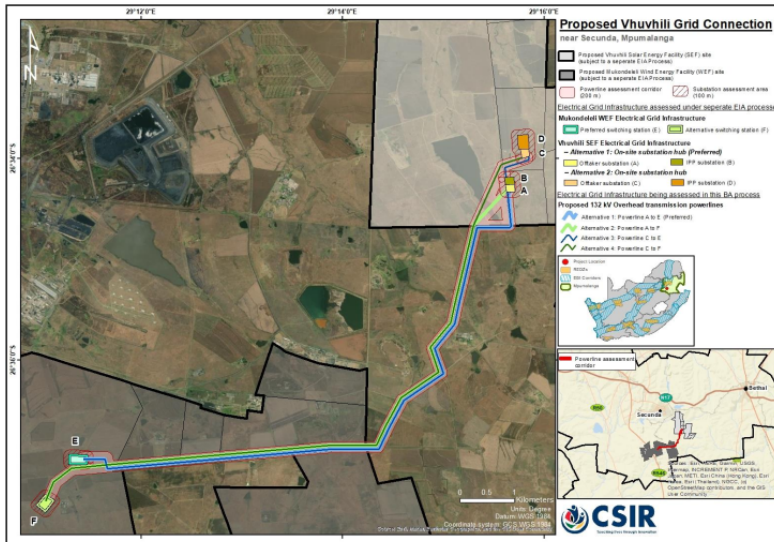 29°12'0"E
29°14'0"E
29°16'0"E
26°34'0"S
26°36'0"S
D
C
B
A
E
F
0 0.5 1
Kilometers
Units: Degree
Datum: WGS 1984
Coordinate system: GCS WGS 1984
Proposed Vhuvhili Grid Connection
near Secunda, Mpumalanga
Proposed Vhuvhili Solar Energy Facility (SEF) site
(subject to a seperate EIA Process)
Proposed Mukondeleli Wind Energy Facility (WEF) site
(subject to a seperate EIA Process)
Powerline assessment corridor
(200 m)
Substation assessment area
(100 m)
Electrical Grid Infrastructure assessed under seperate EIA process
Mukondeleli WEF Electrical Grid Infrastructure
Preferred switching station (E)
Alternative switching station (F)
Vhuvhili SEF Electrical Grid Infrastructure
– Alternative 1: On-site substation hub (Preferred)
Offtaker substation (A)
IPP substation (B)
– Alternative 2: On-site substation hub
Offtaker substation (C)
IPP substation (D)
Electrical Grid Infrastructure being assessed in this BA process
Proposed 132 kV Overhead transmission powerlines
Alternative 1: Powerline A to E (Preferred)
Alternative 2: Powerline A to F
Alternative 3: Powerline C to E
Alternative 4: Powerline C to F
Project Location
REDZs
EGI Corridors
Mpumalanga
Powerline assessment
corridor
Bethal
N17
Secunda
CSIR